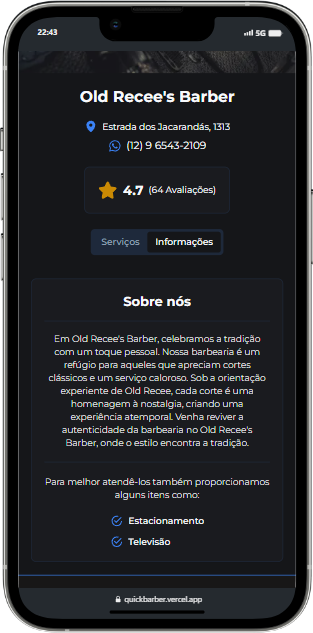 22:43
5G
Old Recee's Barber
Estrada dos Jacarandás, 1313
(12) 9 6543-2109
4.7 (64 Avaliações)
Serviços Informações
Sobre nós
Em Old Recee's Barber, celebramos a tradição
com um toque pessoal. Nossa barbearia é um
refúgio para aqueles que apreciam cortes
clássicos e um serviço caloroso. Sob a orientação
experiente de Old Recee, cada corte é uma
homenagem à nostalgia, criando uma
experiência atemporal. Venha reviver a
autenticidade da barbearia no Old Recee's
Barber, onde o estilo encontra a tradição.
Para melhor atendê-los também proporcionamos
alguns itens como:
Estacionamento
Televisão
quickbarber.vercel.app